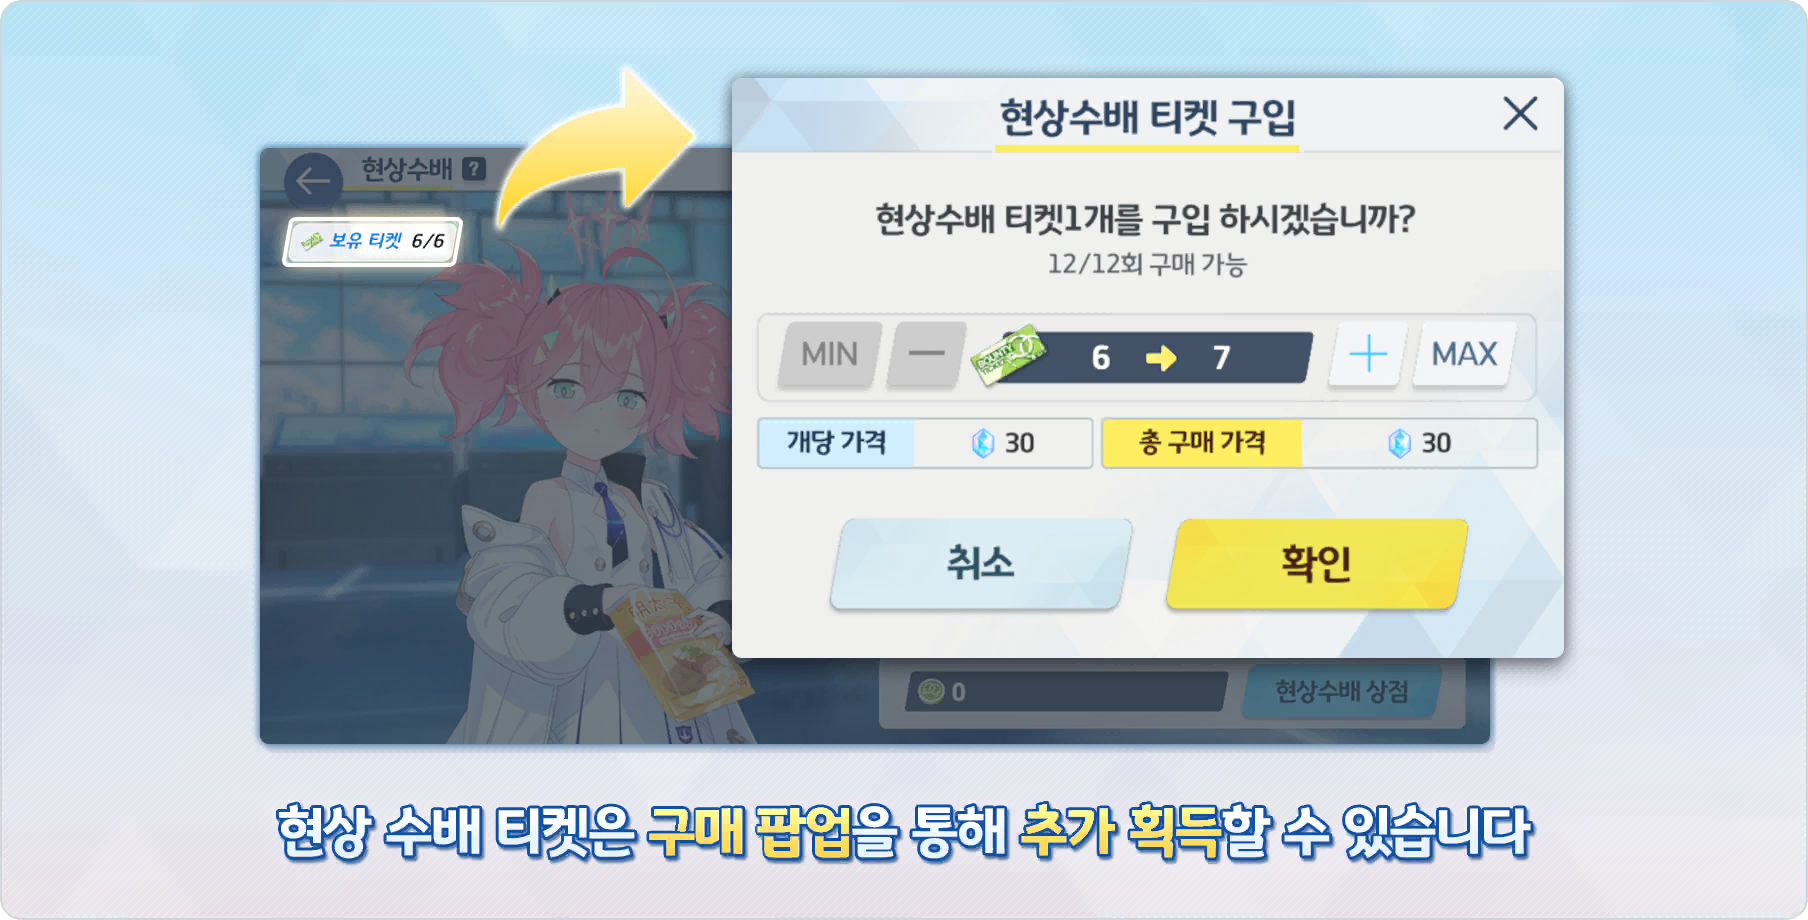 현상수배 ?
보유 티켓 6/6
현상수배 티켓 구입
현상수배 티켓1개를 구입 하시겠습니까?
12/12회 구매 가능
MIN
BOUNTY
6
7
MAX
개당 가격 30
총 구매 가격 30
취소
확인
0
현상수배 상점
현상 수배 티켓은 구매 팝업을 통해 추가 획득할 수 있습니다